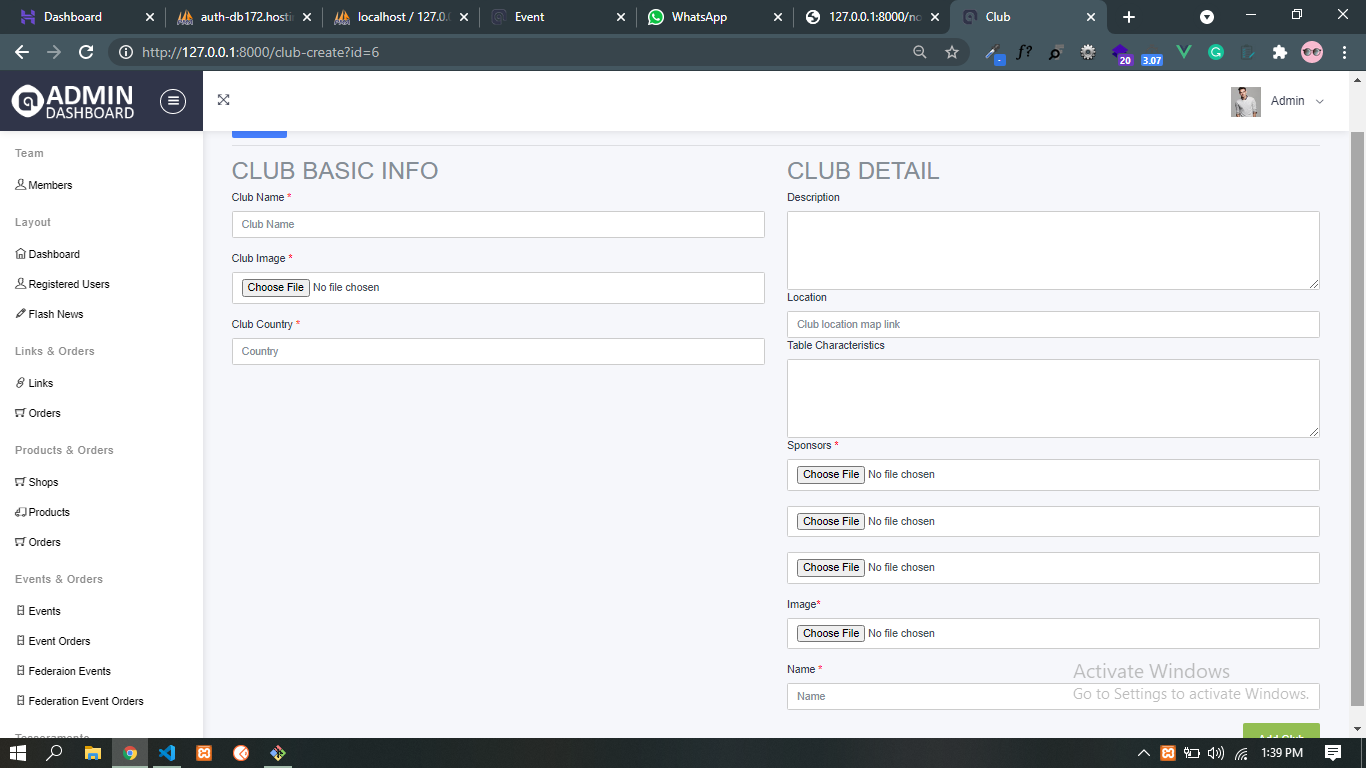 Dashboard
auth-db172.hostin
localhost / 127.0.0
Event
WhatsApp
127.0.0.1:8000/no
Club
http://127.0.0.1:8000/club-create?id=6
f?
20
3.07
ADMIN
DASHBOARD
Admin
Team
Members
Layout
Dashboard
Registered Users
Flash News
Links & Orders
Links
Orders
Products & Orders
Shops
Products
Orders
Events & Orders
Events
Event Orders
Federaion Events
Federation Event Orders
CLUB BASIC INFO
Club Name *
Club Name
Club Image *
Choose File No file chosen
Club Country *
Country
CLUB DETAIL
Description
Location
Club location map link
Table Characteristics
Sponsors *
Choose File No file chosen
Choose File No file chosen
Choose File No file chosen
Image*
Choose File No file chosen
Name *
Name
Activate Windows
Go to Settings to activate Windows.
Add Club
1:39 PM